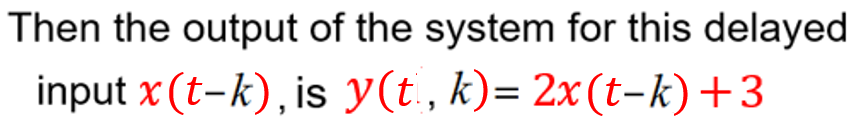 Then the output of the system for this delayed
input x(t−k), is y(t, k)= 2x(t−k)+3